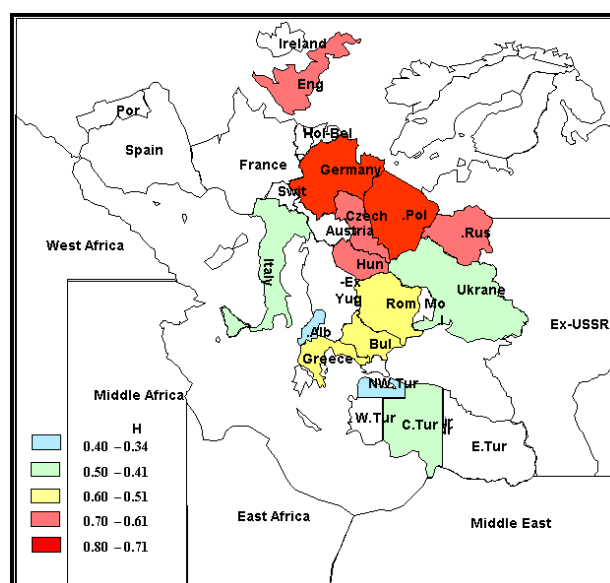 Ireland
Eng
Por
Hol-Bel
Spain
France
Germany
Swit
Czech
.Pol
Austria
.Rus
West Africa
Italy
Hun
-Ex
Yug
Rom
Mo
Ukrane
l
Alb
Bul
Ex-USSR
Greece
NW.Tur
Middle Africa
W.Tur
C.Tur
E.Tur
H
0.40 – 0.34
0.50 – 0.41
0.60 – 0.51
0.70 – 0.61
0.80 – 0.71
East Africa
Middle East